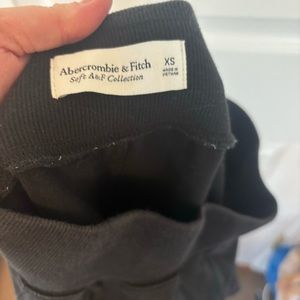 Abercrombie & Fitch
Soft A&F Collection
XS
MADE IN
VIETNAM